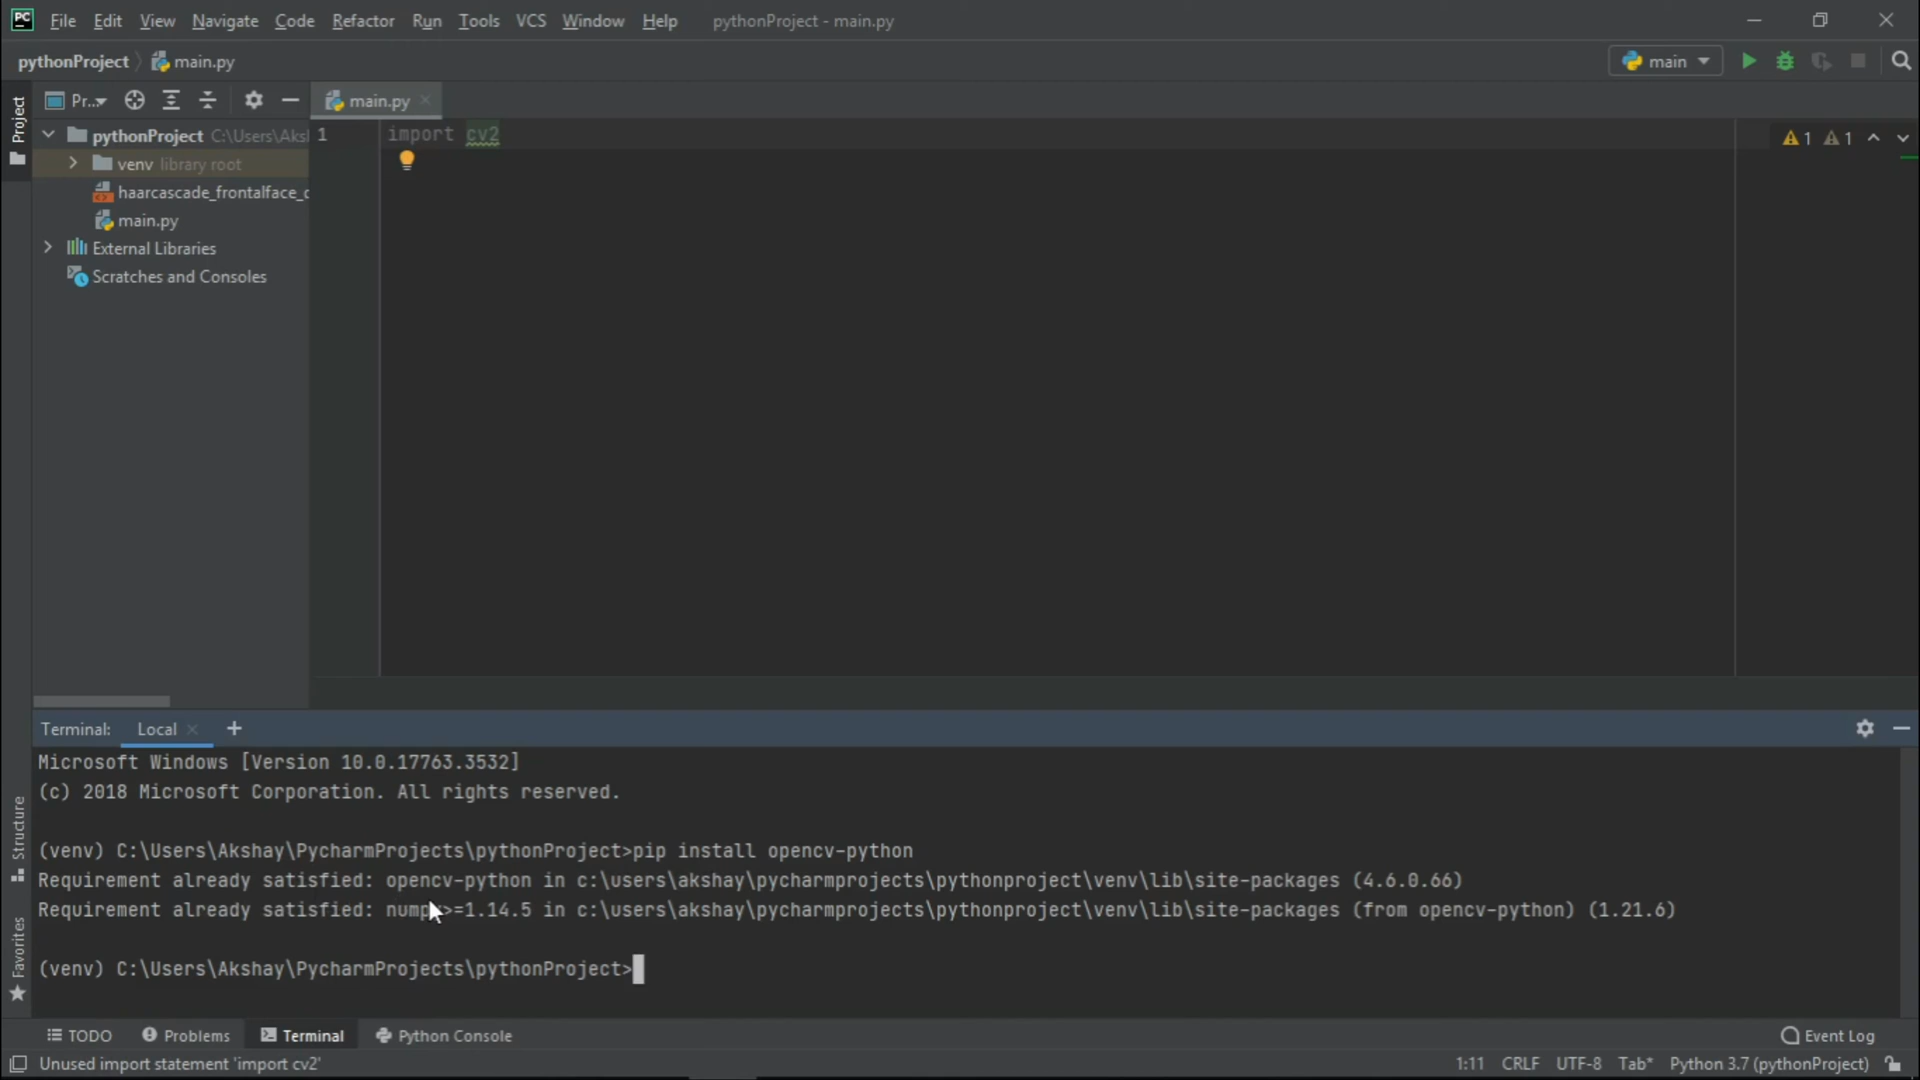 PC File Edit View Navigate Code Refactor Run Tools VCS Window Help pythonProject - main.py
pythonProject main.py main
Project Pr... main.py
pythonProject C:\Users\Aks 1 import cv2 1 1
venv library root
haarcascade_frontalface_
main.py
External Libraries
Scratches and Consoles
Terminal: Local +
Microsoft Windows [Version 10.0.17763.3532]
(c) 2018 Microsoft Corporation. All rights reserved.
(venv) C:\Users\Akshay\PycharmProjects\pythonProject>pip install opencv-python
Requirement already satisfied: opencv-python in c:\users\akshay\pycharmprojects\pythonproject\venv\lib\site-packages (4.6.0.66)
Requirement already satisfied: numpy>=1.14.5 in c:\users\akshay\pycharmprojects\pythonproject\venv\lib\site-packages (from opencv-python) (1.21.6)
(venv) C:\Users\Akshay\PycharmProjects\pythonProject>
Structure
Favorites
TODO Problems Terminal Python Console Event Log
Unused import statement 'import cv2' 1:11 CRLF UTF-8 Tab* Python 3.7 (pythonProject)